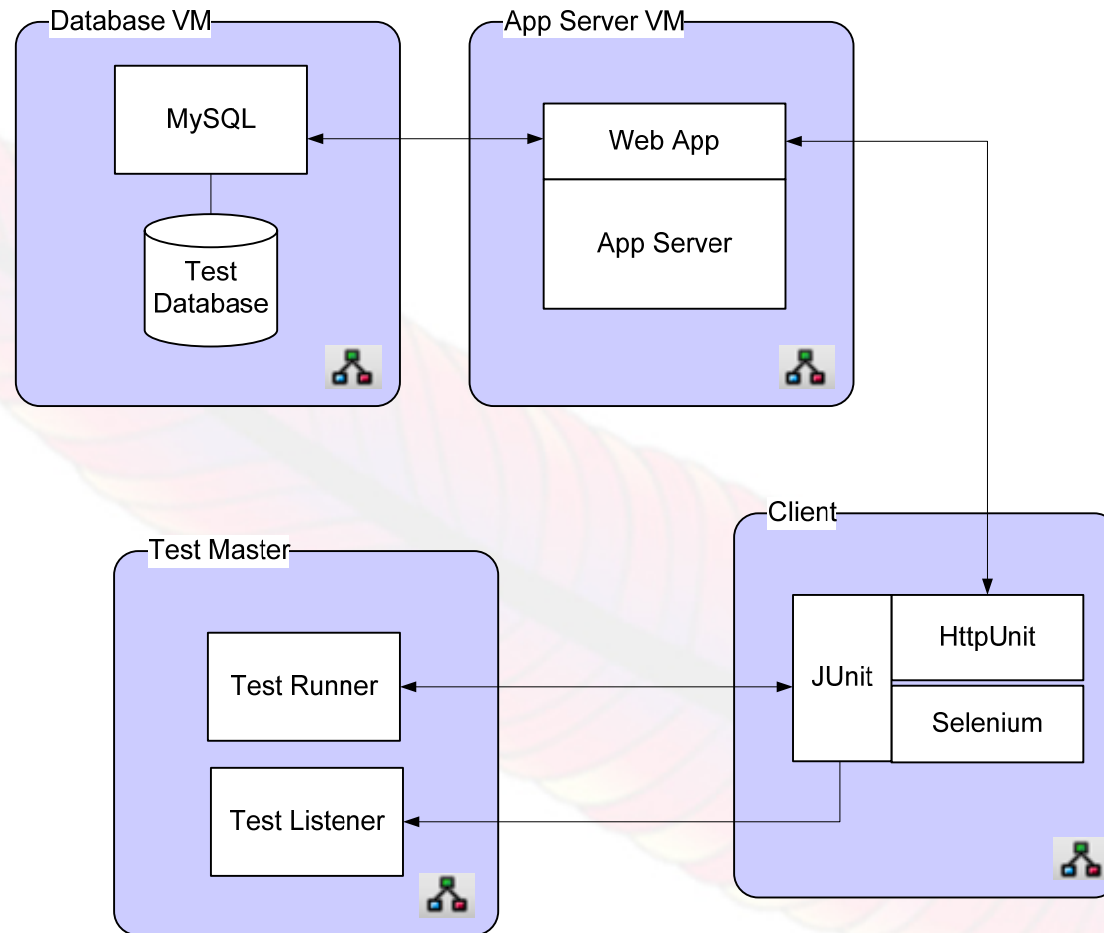 Database VM
MySQL
Test
Database
App Server VM
Web App
App Server
Test Master
Test Runner
Test Listener
Client
JUnit
HttpUnit
Selenium